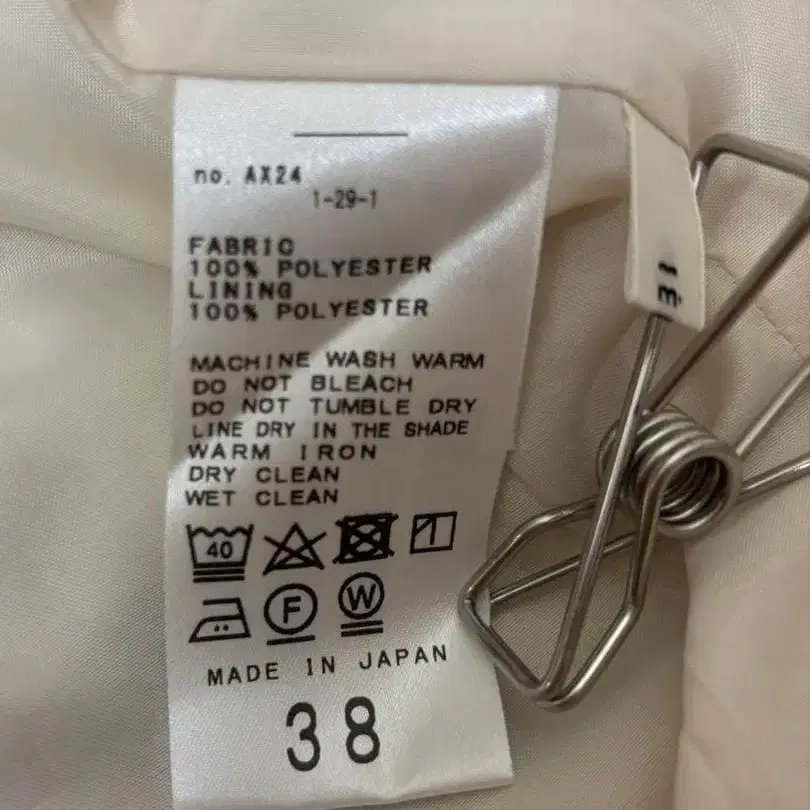 no. AX24
1-29-1
FABRIC
100% POLYESTER
LINING
100% POLYESTER
MACHINE WASH WARM
DO NOT BLEACH
DO NOT TUMBLE DRY
LINE DRY IN THE SHADE
WARM IRON
DRY CLEAN
WET CLEAN
40
F W
MADE IN JAPAN
38